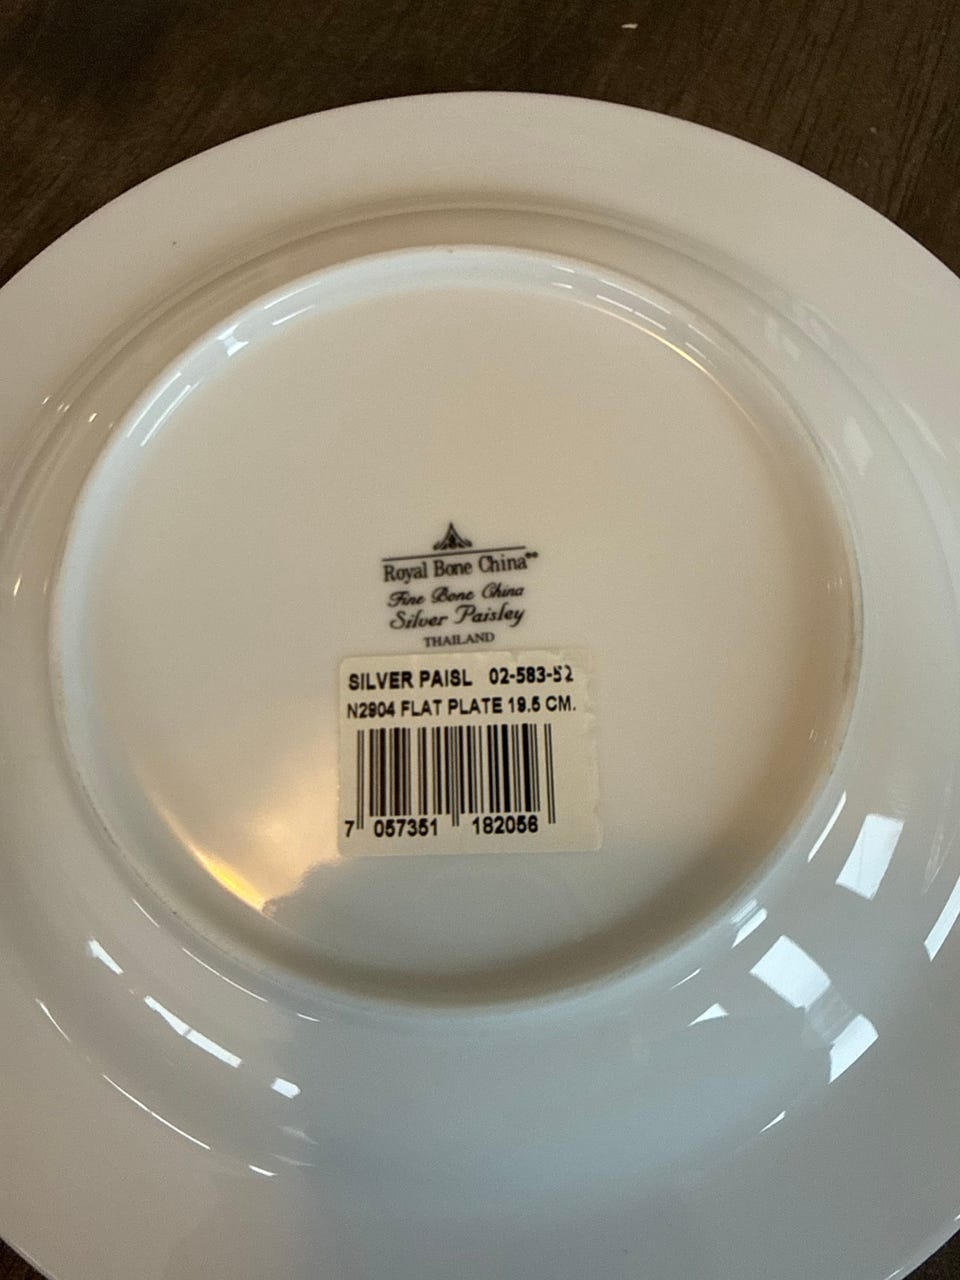 Royal Bone China
Fine Bone China
Silver Paisley
THAILAND
SILVER PAISL 02-583-52
N2904 FLAT PLATE 19.5 CM.
7 057351 182056